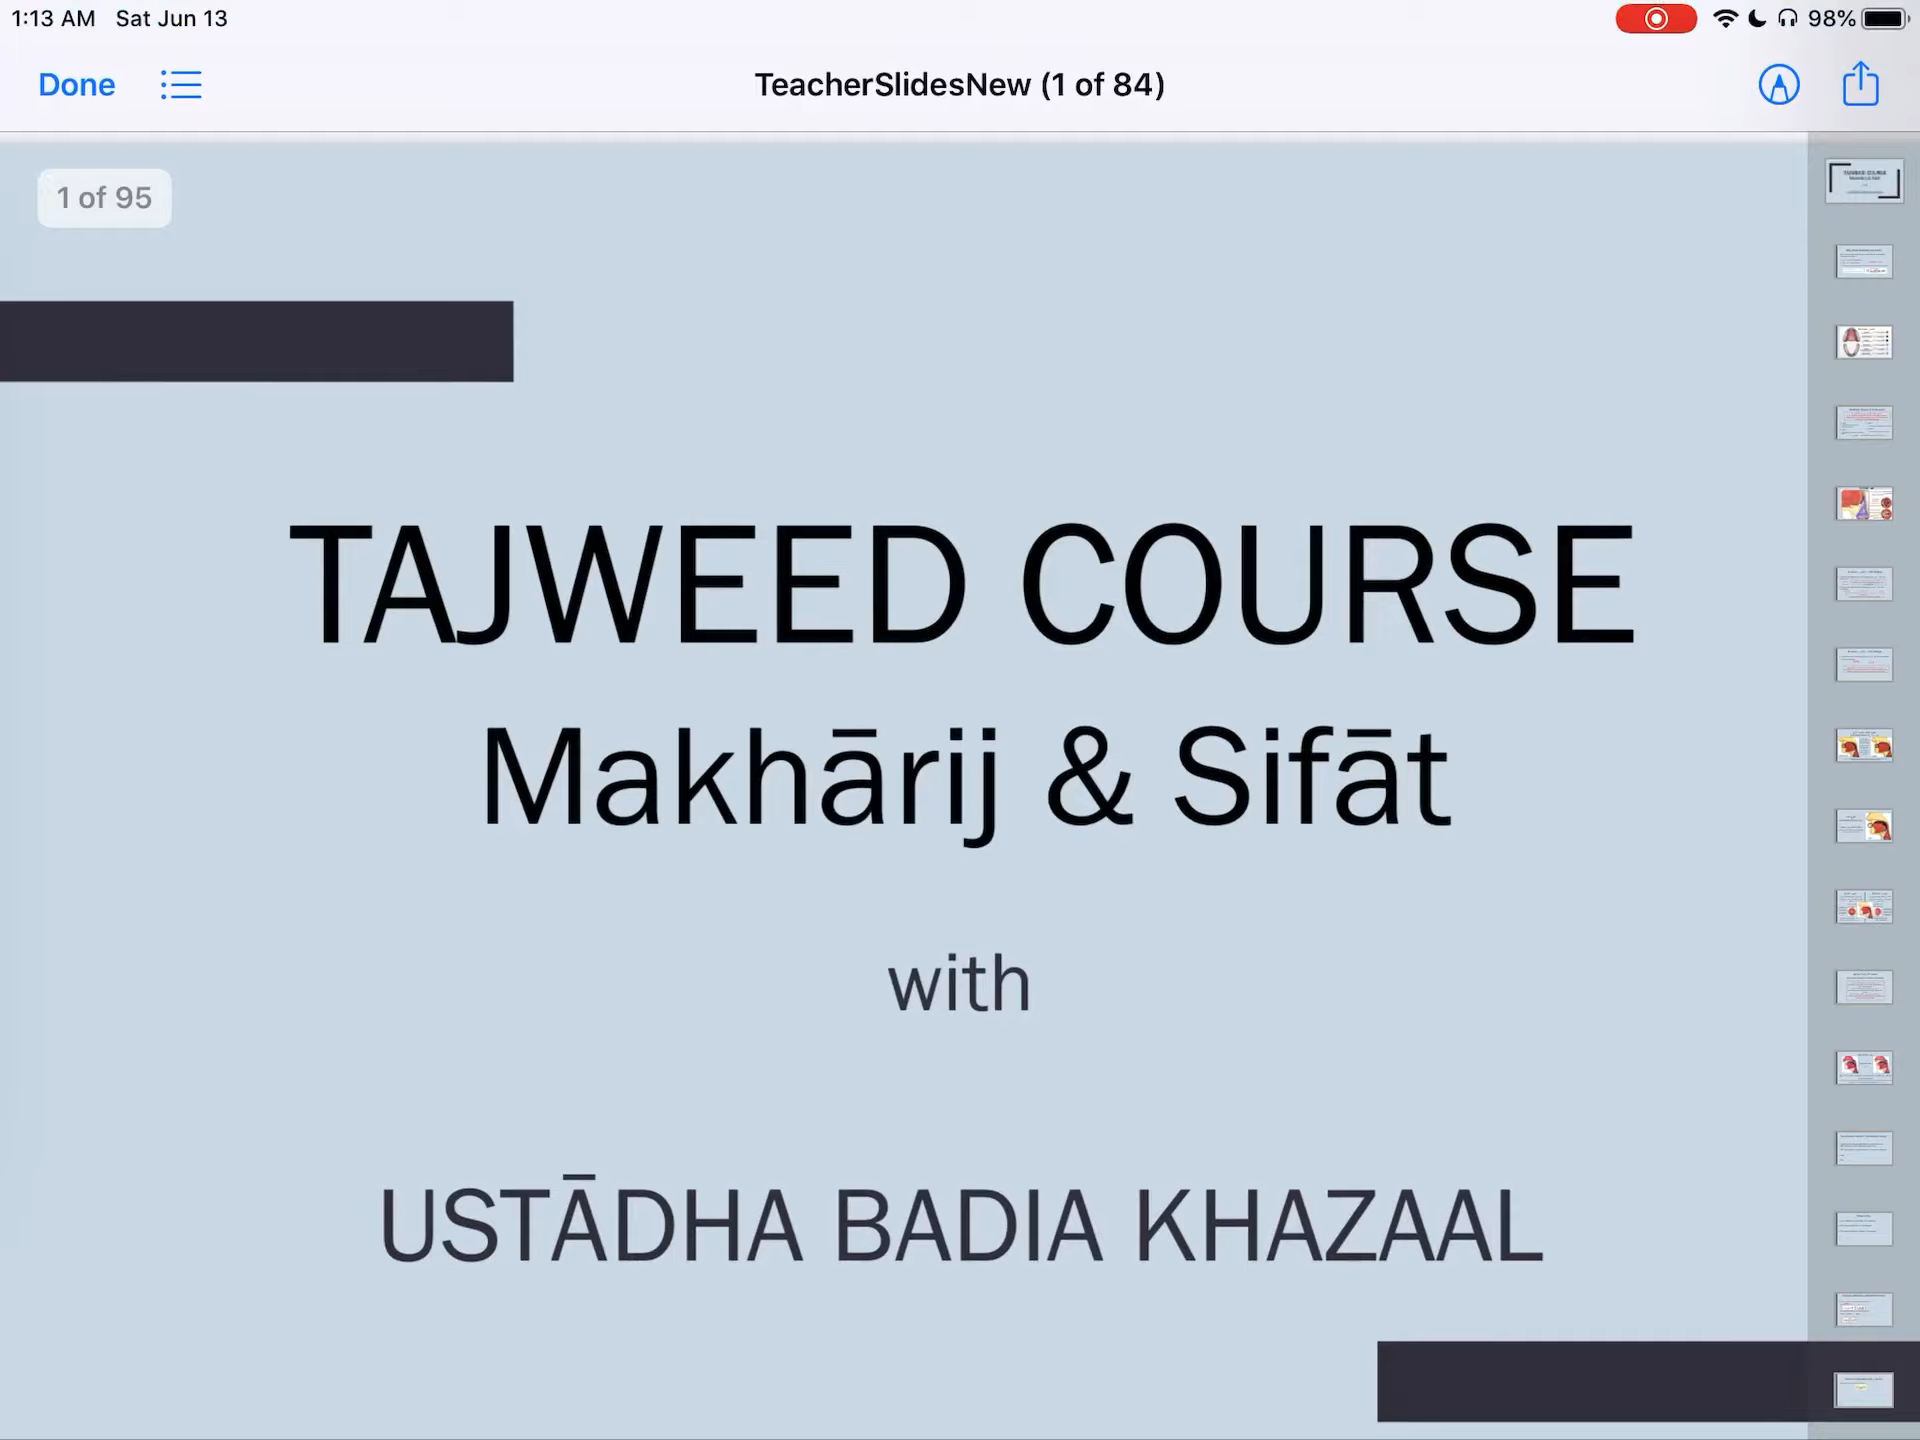 1:13 AM Sat Jun 13
98%
Done
TeacherSlidesNew (1 of 84)
1 of 95
TAJWEED COURSE
Makhārij & Sifāt
with
USTĀDHA BADIA KHAZAAL